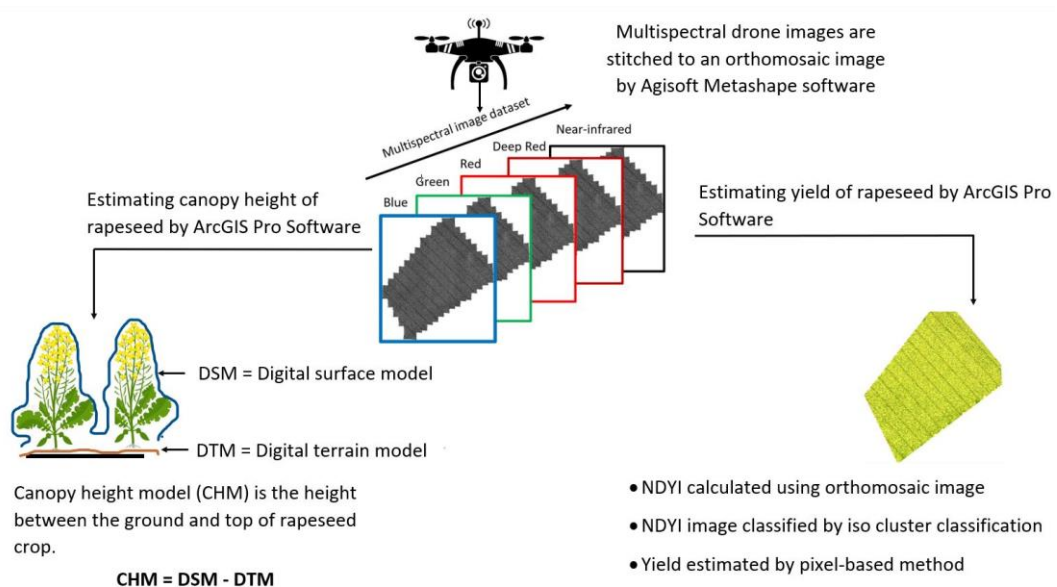 Multispectral drone images are
stitched to an orthomosaic image
by Agisoft Metashape software
Multispectral image dataset
Near-infrared
Deep Red
Red
Green
Blue
Estimating canopy height of
rapeseed by ArcGIS Pro Software
Estimating yield of rapeseed by ArcGIS Pro
Software
DSM = Digital surface model
DTM = Digital terrain model
Canopy height model (CHM) is the height
between the ground and top of rapeseed
crop.
CHM = DSM - DTM
• NDYI calculated using orthomosaic image
• NDYI image classified by iso cluster classification
• Yield estimated by pixel-based method